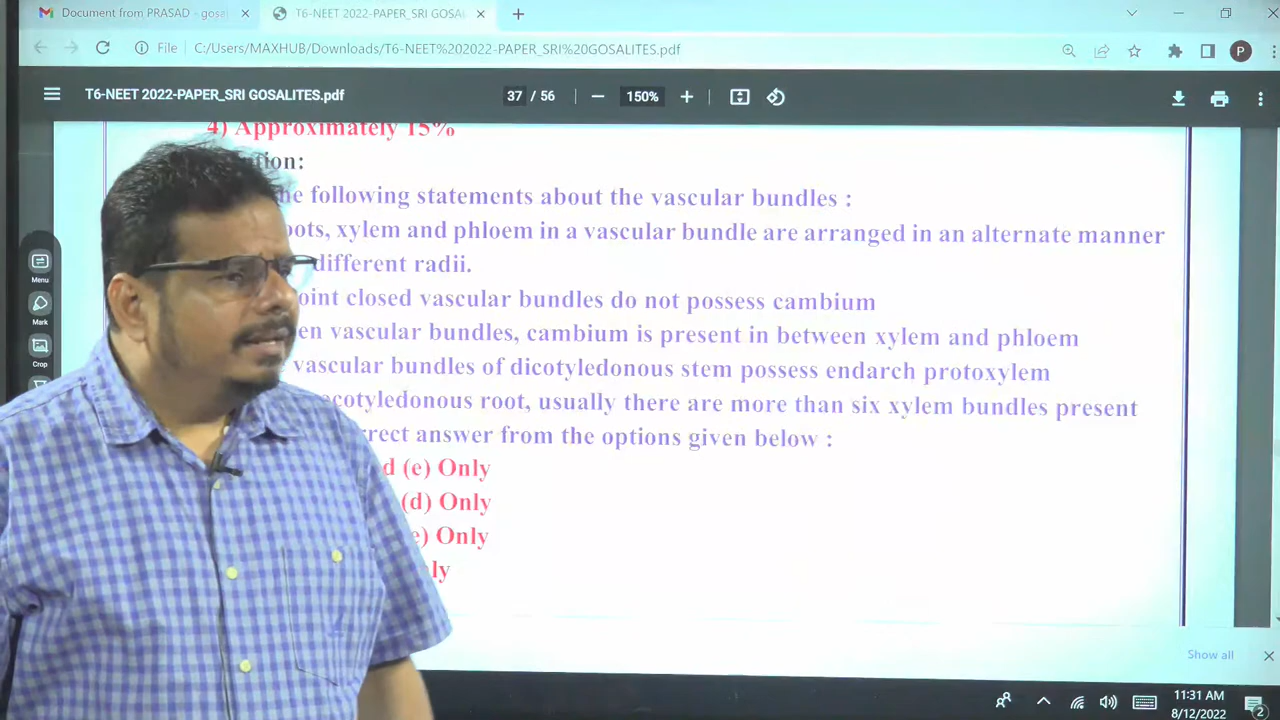 Document from PRASAD - gosa
T6-NEET 2022-PAPER_SRI GOSAL
File
C:/Users/MAXHUB/Downloads/T6-NEET%202022-PAPER_SRI%20GOSALITES.pdf
P
T6-NEET 2022-PAPER_SRI GOSALITES.pdf
37 / 56
150%
4) Approximately 15%
tion:
he following statements about the vascular bundles :
oots, xylem and phloem in a vascular bundle are arranged in an alternate manner
different radii.
oint closed vascular bundles do not possess cambium
en vascular bundles, cambium is present in between xylem and phloem
vascular bundles of dicotyledonous stem possess endarch protoxylem
ocotyledonous root, usually there are more than six xylem bundles present
rrect answer from the options given below :
d (e) Only
(d) Only
e) Only
ly
Menu
Mark
Crop
Show all
11:31 AM
8/12/2022
2